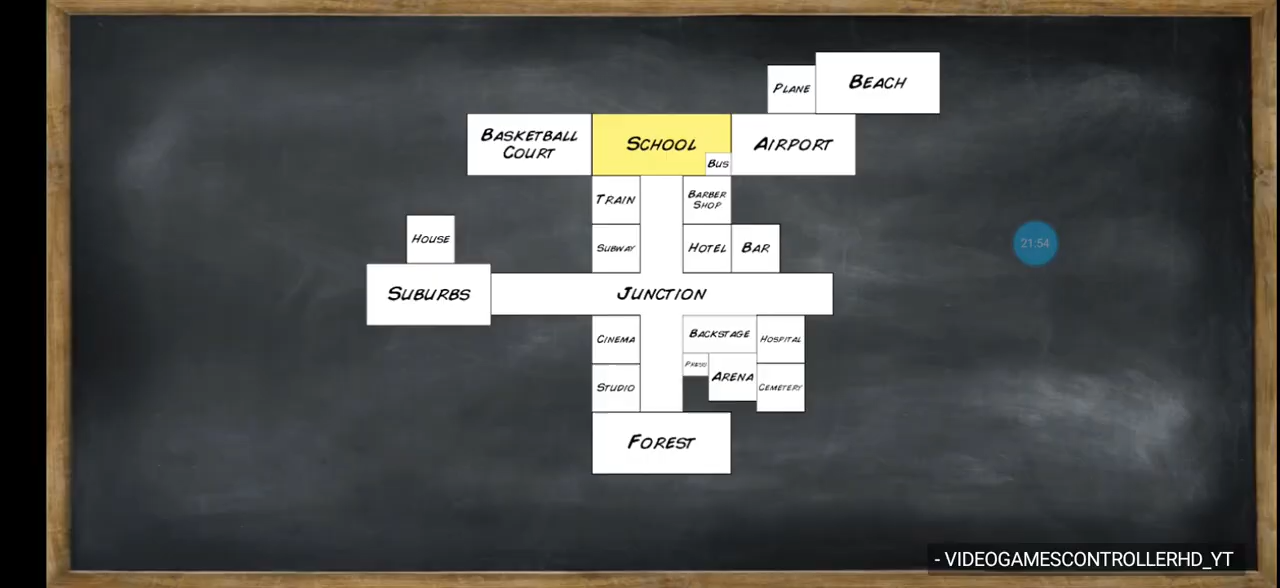 PLANE
BEACH
BASKETBALL
COURT
SCHOOL
BUS
AIRPORT
TRAIN
BARBER
SHOP
HOUSE
SUBWAY
HOTEL
BAR
21:54
SUBURBS
JUNCTION
CINEMA
BACKSTAGE
HOSPITAL
STUDIO
ARENA
CEMETERY
FOREST
- VIDEOGAMESCONTROLLERHD_YT